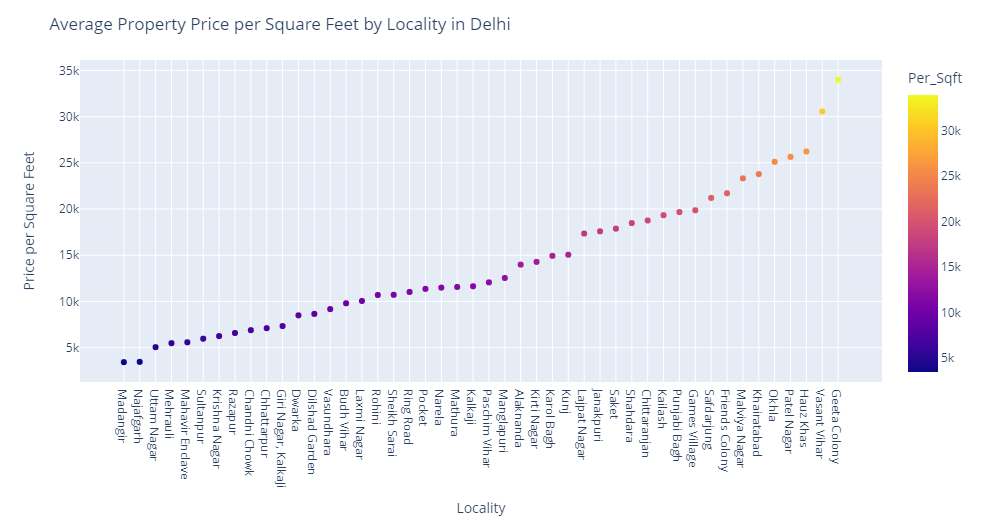 Average Property Price per Square Feet by Locality in Delhi
Price per Square Feet
35k
30k
25k
20k
15k
10k
5k
Madangir
Najafgarh
Uttam Nagar
Mehrauli
Mahavir Enclave
Sultanpur
Krishna Nagar
Razapur
Chandni Chowk
Chhattarpur
Giri Nagar, Kalkaji
Dwarka
Dilshad Garden
Vasundhara
Budh Vihar
Laxmi Nagar
Rohini
Sheikh Sarai
Ring Road
Pocket
Narela
Mathura
Kalkaji
Paschim Vihar
Manglapuri
Alaknanda
Kirti Nagar
Karol Bagh
Kunj
Lajpat Nagar
Janakpuri
Saket
Shahdara
Chittaranjan
Kailash
Punjabi Bagh
Games Village
Safdarjung
Friends Colony
Malviya Nagar
Khairatabad
Okhla
Patel Nagar
Hauz Khas
Vasant Vihar
Geeta Colony
Locality
Per_Sqft
30k
25k
20k
15k
10k
5k